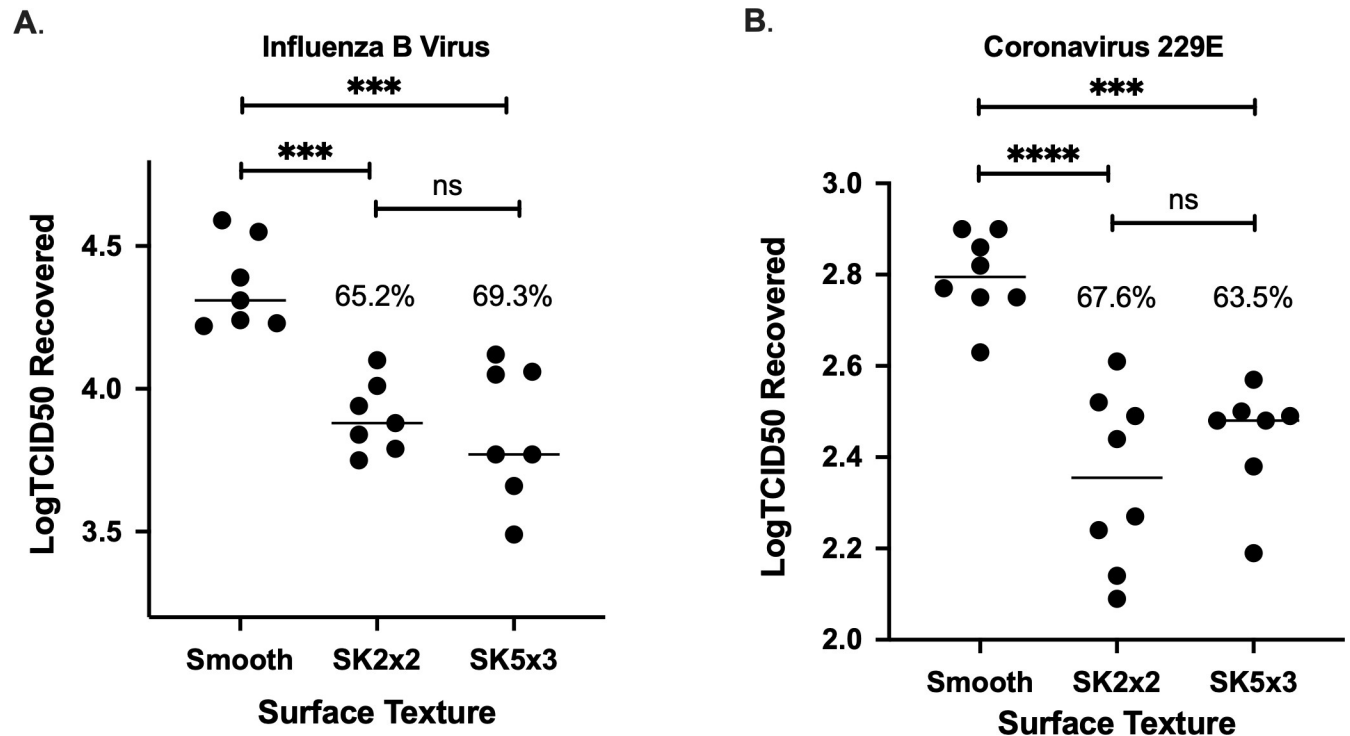 A.
Influenza B Virus
***
***
ns
LogTCID50 Recovered
4.5
4.0
3.5
65.2%
69.3%
Smooth
SK2x2
SK5x3
Surface Texture
B.
Coronavirus 229E
***
****
ns
LogTCID50 Recovered
3.0
2.8
2.6
2.4
2.2
2.0
67.6%
63.5%
Smooth
SK2x2
SK5x3
Surface Texture